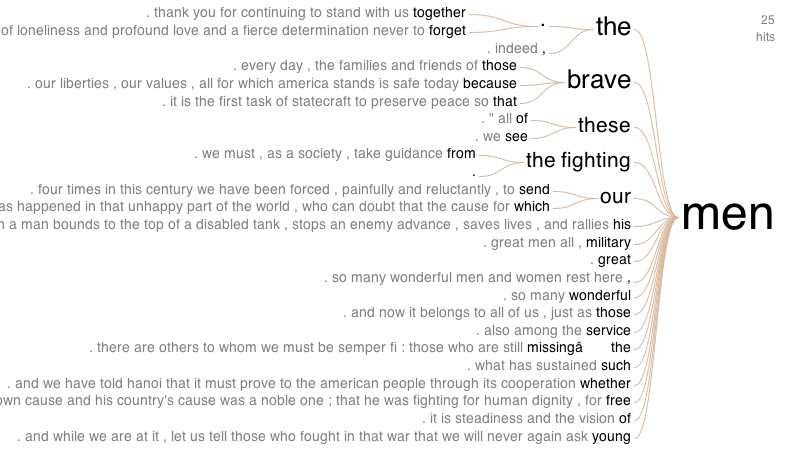 25
hits
. thank you for continuing to stand with us together
of loneliness and profound love and a fierce determination never to forget
.
the
. indeed ,
. every day , the families and friends of those
. our liberties , our values , all for which america stands is safe today because
. it is the first task of statecraft to preserve peace so that
brave
. " all of
. we see
these
. we must , as a society , take guidance from
.
the fighting
. four times in this century we have been forced , painfully and reluctantly , to send
as happened in that unhappy part of the world , who can doubt that the cause for which
our
a man bounds to the top of a disabled tank , stops an enemy advance , saves lives , and rallies his
. great men all , military
. great
. so many wonderful men and women rest here ,
. so many wonderful
. and now it belongs to all of us , just as those
. also among the service
. there are others to whom we must be semper fi : those who are still missingâ the
. what has sustained such
. and we have told hanoi that it must prove to the american people through its cooperation whether
own cause and his country's cause was a noble one ; that he was fighting for human dignity , for free
. it is steadiness and the vision of
. and while we are at it , let us tell those who fought in that war that we will never again ask young
men